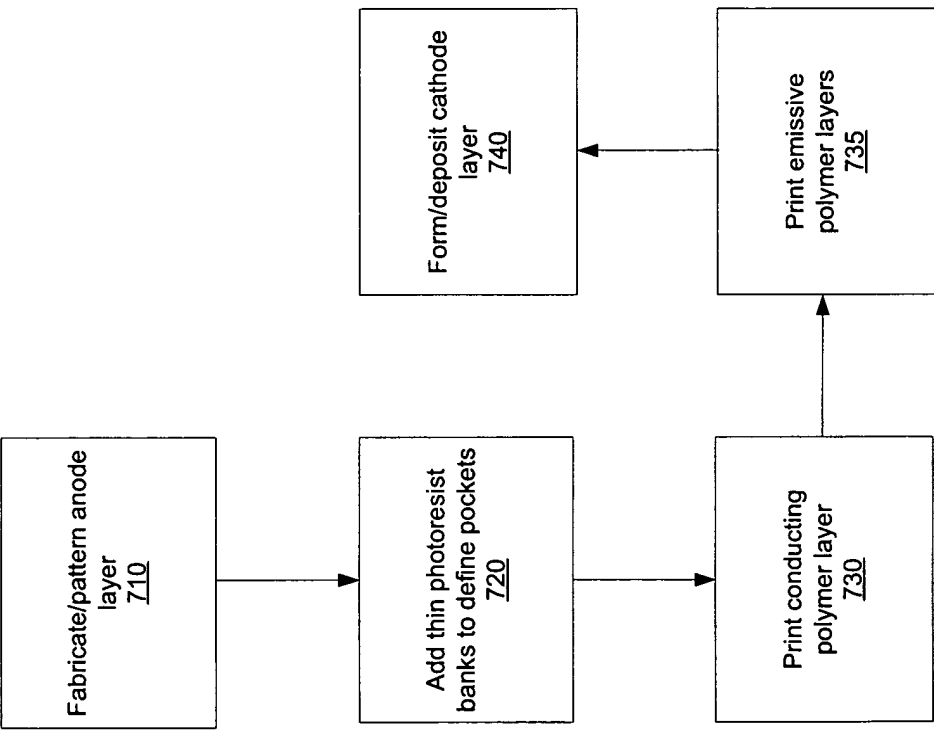 Fabricate/pattern anode
layer
710
Add thin photoresist
banks to define pockets
720
Print conducting
polymer layer
730
Print emissive
polymer layers
735
Form/deposit cathode
layer
740